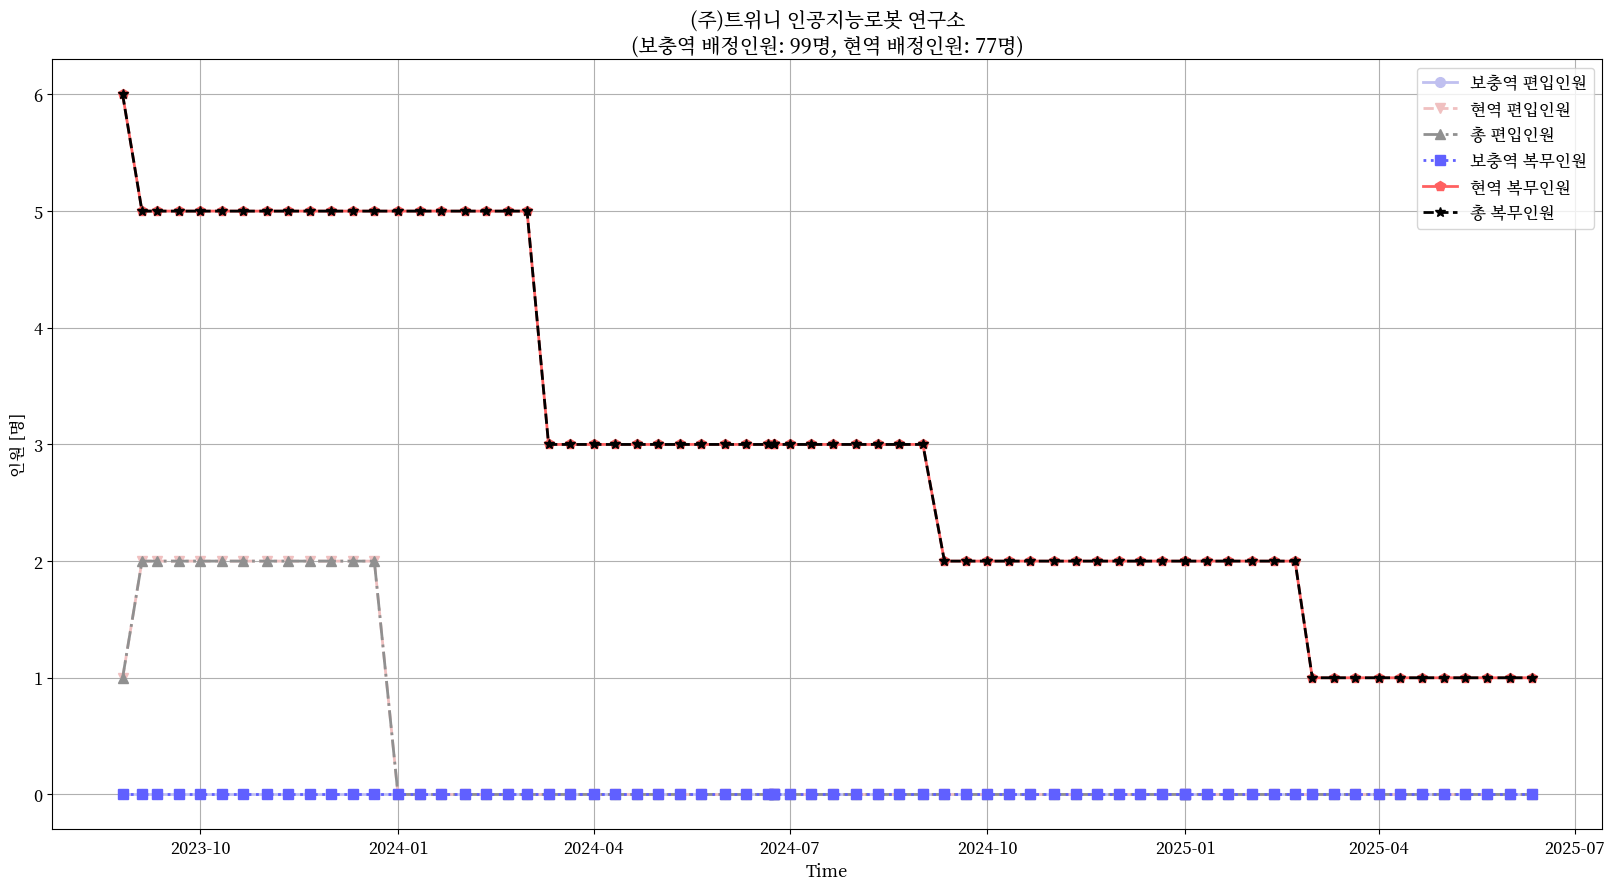 (주)트위니 인공지능로봇 연구소
(보충역 배정인원: 99명, 현역 배정인원: 77명)
보충역 편입인원
현역 편입인원
총 편입인원
보충역 복무인원
현역 복무인원
총 복무인원
인원 [명]
6
5
4
3
2
1
0
2023-10
2024-01
2024-04
2024-07
2024-10
2025-01
2025-04
2025-07
Time